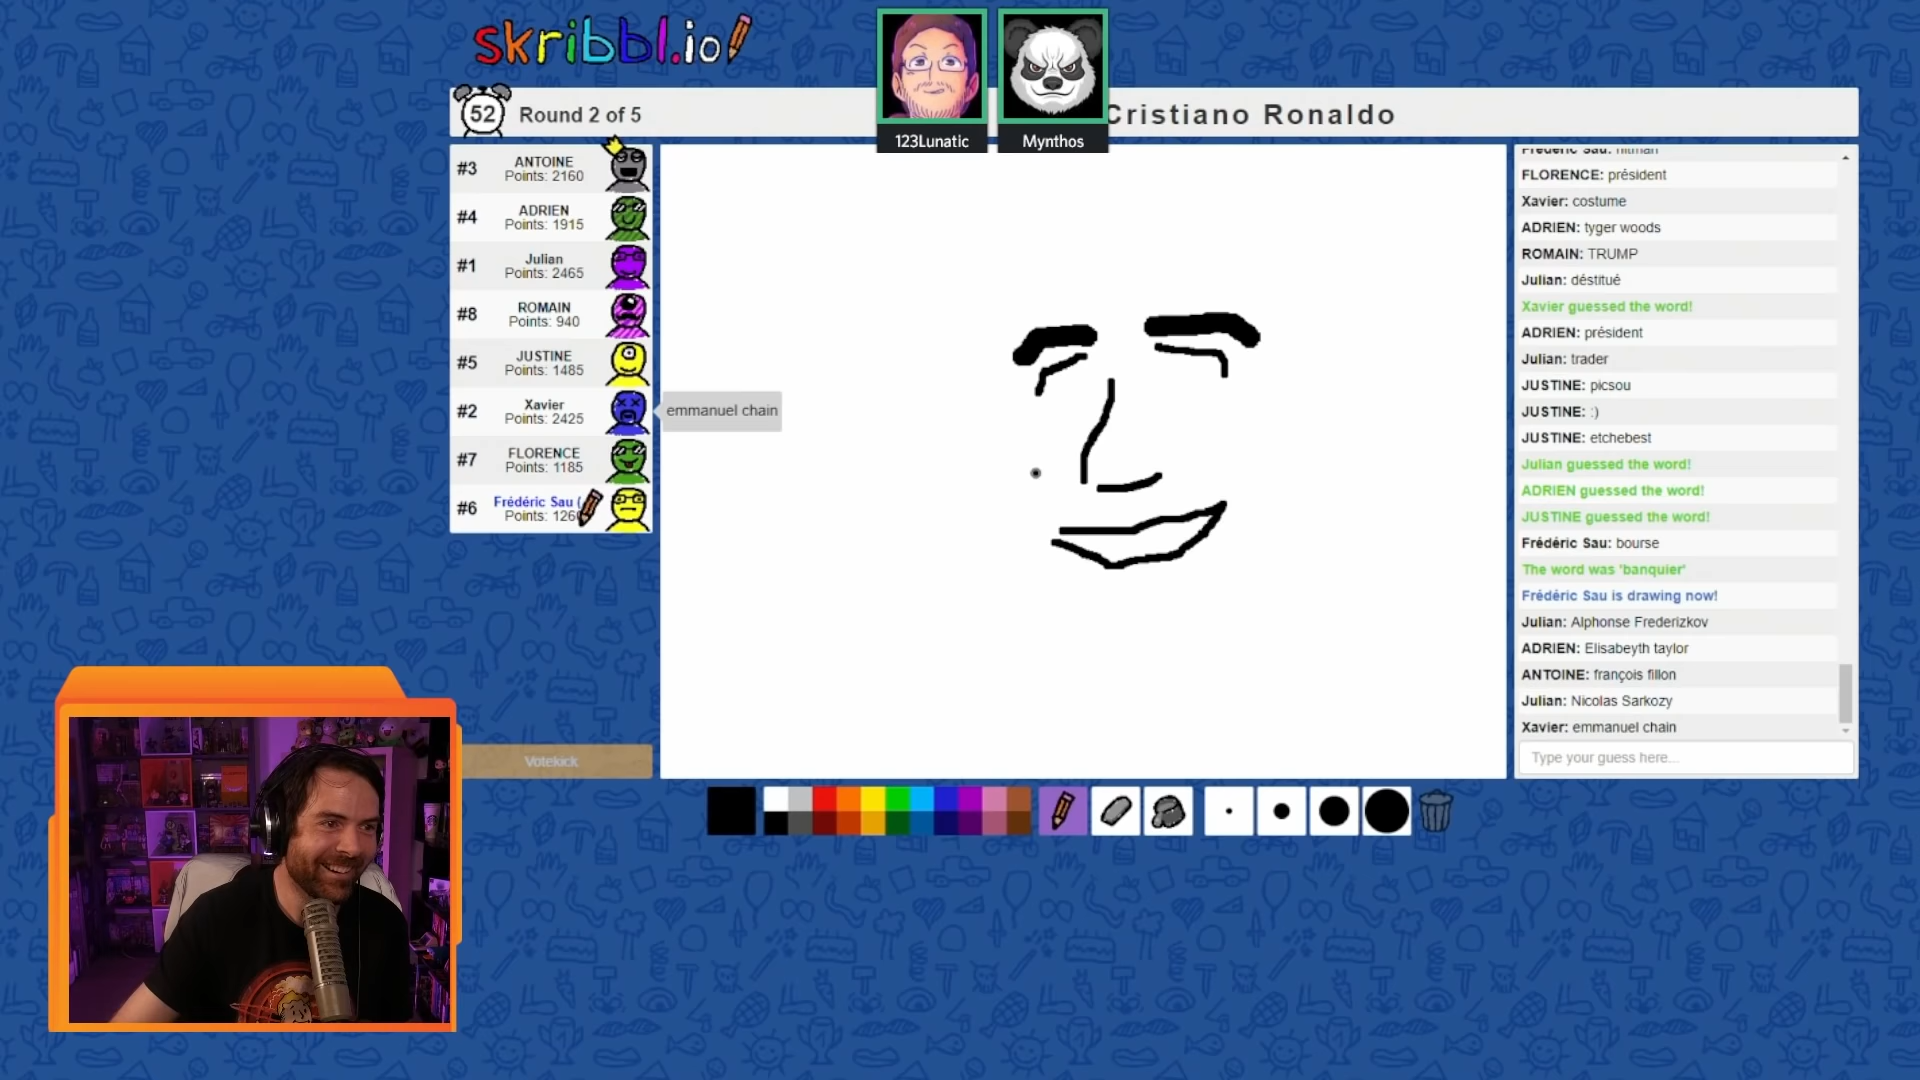 skribbl.io
52
Round 2 of 5
Cristiano Ronaldo
123Lunatic
Mynthos
#3
ANTOINE
Points: 2160
#4
ADRIEN
Points: 1915
#1
Julian
Points: 2465
#8
ROMAIN
Points: 940
#5
JUSTINE
Points: 1485
#2
Xavier
Points: 2425
emmanuel chain
#7
FLORENCE
Points: 1185
#6
Frédéric Sau (
Points: 1260
Votekick
Frédéric Sau: hitman
FLORENCE: président
Xavier: costume
ADRIEN: tyger woods
ROMAIN: TRUMP
Julian: déstitué
Xavier guessed the word!
ADRIEN: président
Julian: trader
JUSTINE: picsou
JUSTINE: :)
JUSTINE: etchebest
Julian guessed the word!
ADRIEN guessed the word!
JUSTINE guessed the word!
Frédéric Sau: bourse
The word was 'banquier'
Frédéric Sau is drawing now!
Julian: Alphonse Frederizkov
ADRIEN: Elisabeyth taylor
ANTOINE: françois fillon
Julian: Nicolas Sarkozy
Xavier: emmanuel chain
Type your guess here...